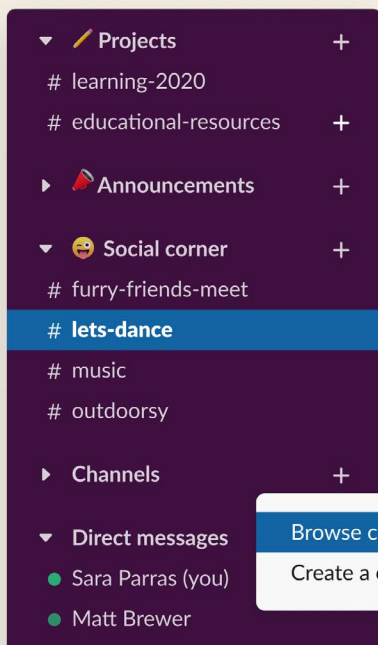 Projects +
# learning-2020
# educational-resources +
Announcements +
Social corner +
# furry-friends-meet
# lets-dance
# music
# outdoorsy
Channels +
Direct messages
Browse
Sara Parras (you)
Create a
Matt Brewer